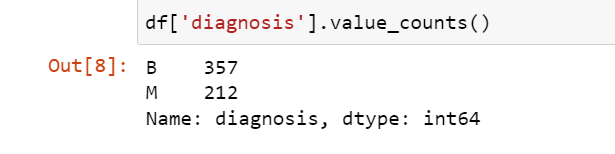 df['diagnosis'].value_counts()
Out[8]: B    357
M    212
Name: diagnosis, dtype: int64